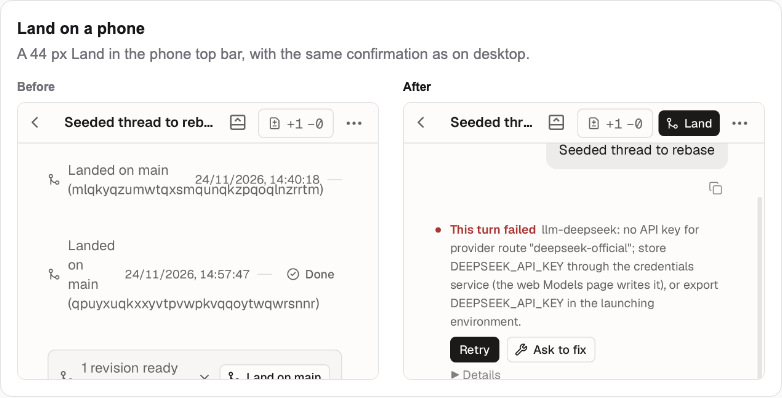 Land on a phone
A 44 px Land in the phone top bar, with the same confirmation as on desktop.
Before
Seeded thread to reb...
+1 −0
Landed on main
24/11/2026, 14:40:18
(mlqkyqzumwtqxsmqunqkzpqoqlnzrrtm)
Landed
on
main
24/11/2026, 14:57:47
Done
(qpuyxuqkxxyvtpvwpkvqqoytwqwrsnnr)
1 revision ready
Land on main
After
Seeded thr...
+1 −0
Land
Seeded thread to rebase
This turn failed llm-deepseek: no API key for
provider route "deepseek-official"; store
DEEPSEEK_API_KEY through the credentials
service (the web Models page writes it), or export
DEEPSEEK_API_KEY in the launching
environment.
Retry
Ask to fix
Details